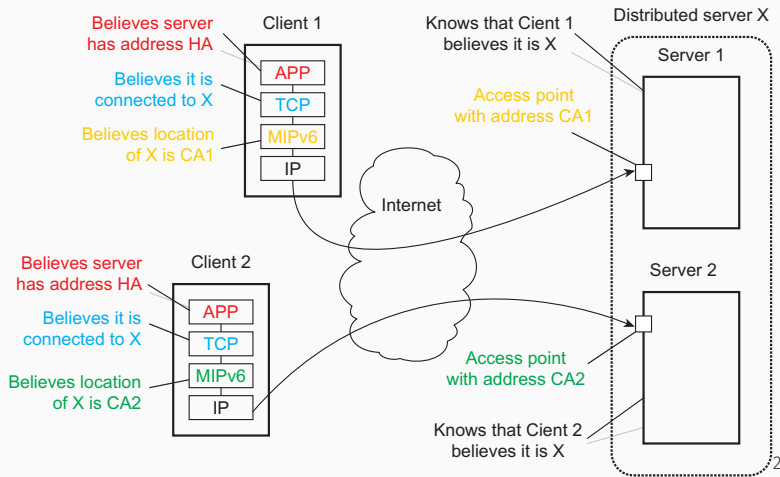 Client 1
Believes server
has address HA
APP
Believes it is
connected to X
TCP
Believes location
of X is CA1
MIPv6
IP
Knows that Cient 1
believes it is X
Distributed server X
Server 1
Access point
with address CA1
Internet
Client 2
Believes server
has address HA
APP
Believes it is
connected to X
TCP
Believes location
of X is CA2
MIPv6
IP
Server 2
Access point
with address CA2
Knows that Cient 2
believes it is X
2